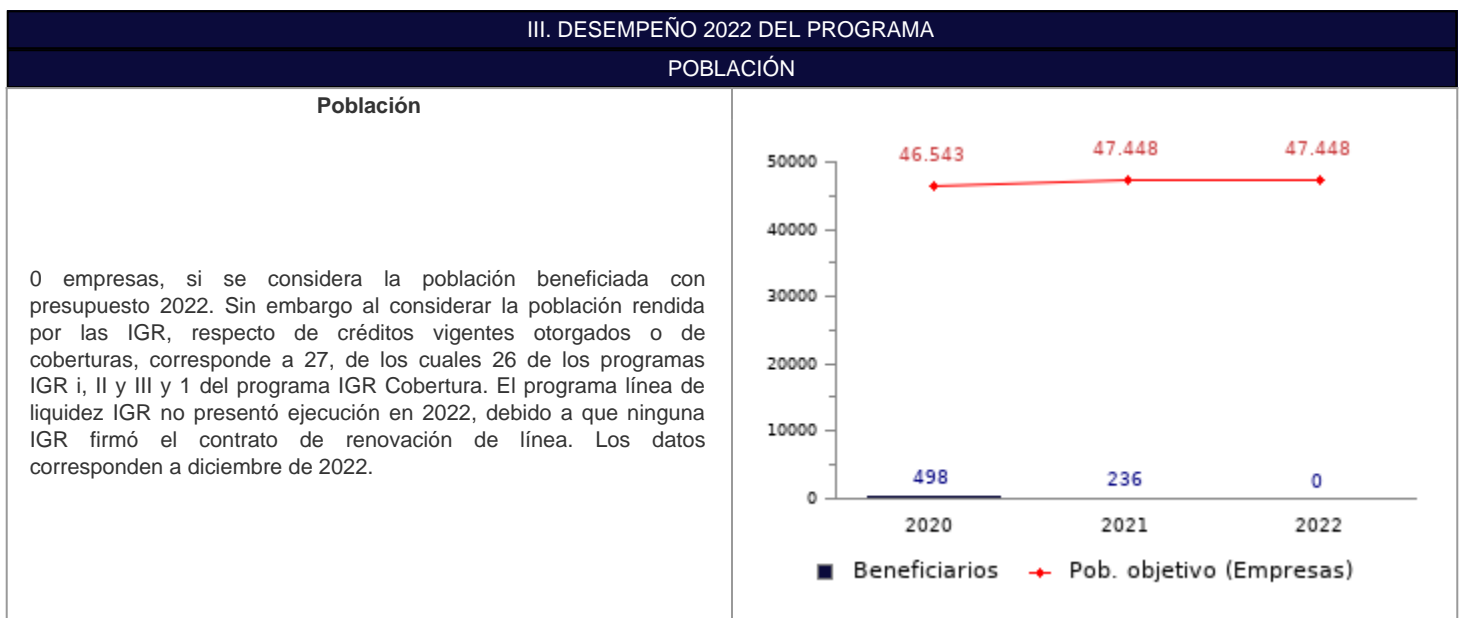 III. DESEMPEÑO 2022 DEL PROGRAMA
POBLACIÓN
Población
0 empresas, si se considera la población beneficiada con
presupuesto 2022. Sin embargo al considerar la población rendida
por las IGR, respecto de créditos vigentes otorgados o de
coberturas, corresponde a 27, de los cuales 26 de los programas
IGR i, II y III y 1 del programa IGR Cobertura. El programa línea de
liquidez IGR no presentó ejecución en 2022, debido a que ninguna
IGR firmó el contrato de renovación de línea. Los datos
corresponden a diciembre de 2022.
46.543 47.448 47.448
50000
40000
30000
20000
10000
0
498 236 0
2020 2021 2022
Beneficiarios Pob. objetivo (Empresas)